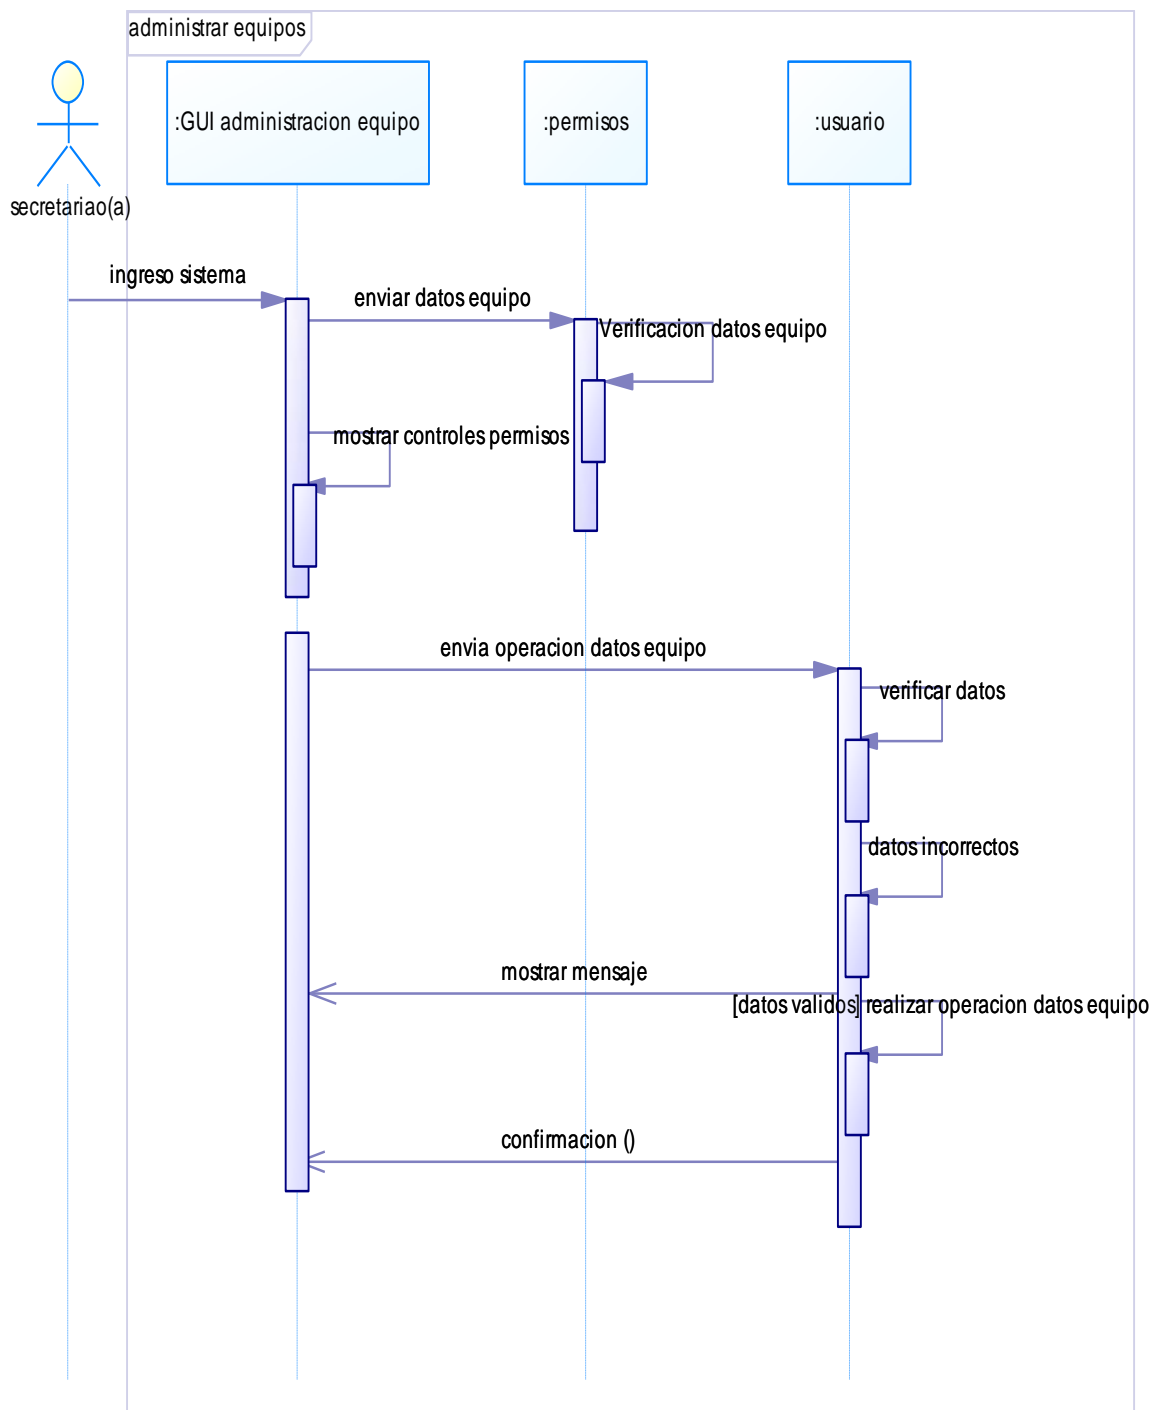 administrar equipos
:GUI administracion equipo
:permisos
:usuario
secretariao(a)
ingreso sistema
enviar datos equipo
Verificacion datos equipo
mostrar controles permisos
envia operacion datos equipo
verificar datos
datos incorrectos
mostrar mensaje
[datos validos] realizar operacion datos equipo
confirmacion ()